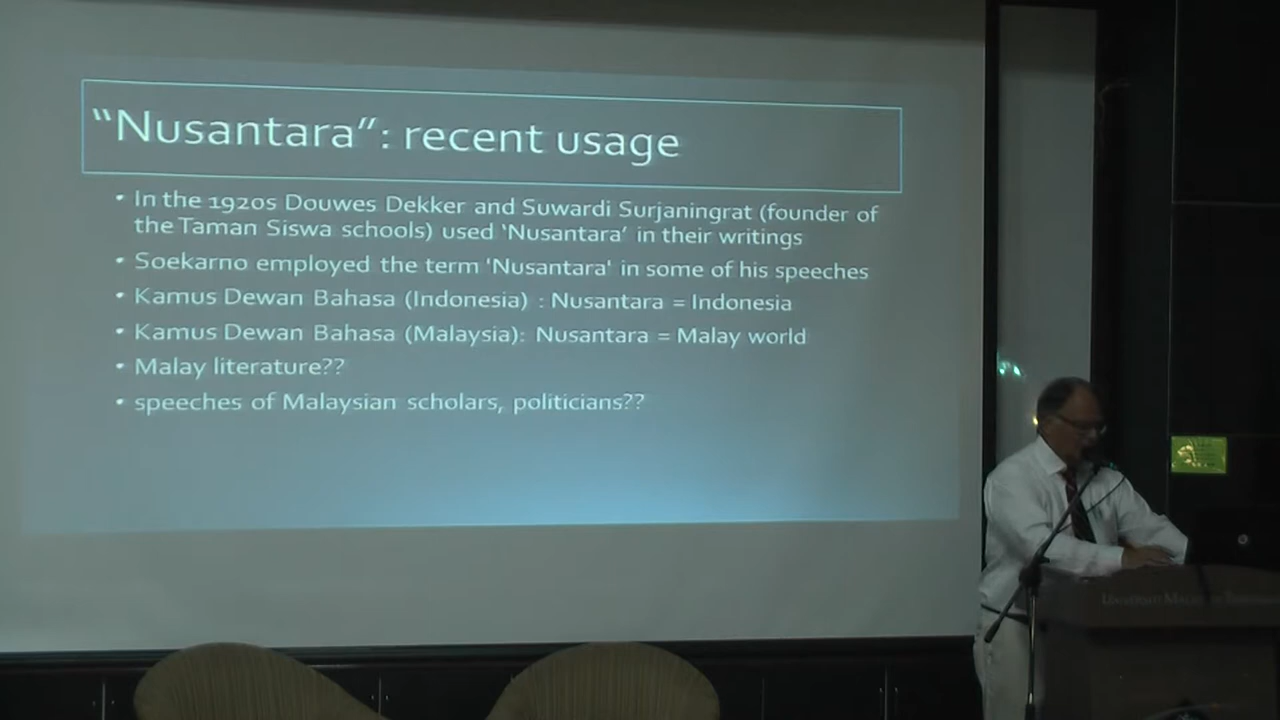 “Nusantara”: recent usage
• In the 1920s Douwes Dekker and Suwardi Surjaningrat (founder of
the Taman Siswa schools) used ‘Nusantara’ in their writings
• Soekarno employed the term 'Nusantara' in some of his speeches
• Kamus Dewan Bahasa (Indonesia) : Nusantara = Indonesia
• Kamus Dewan Bahasa (Malaysia): Nusantara = Malay world
• Malay literature??
• speeches of Malaysian scholars, politicians??